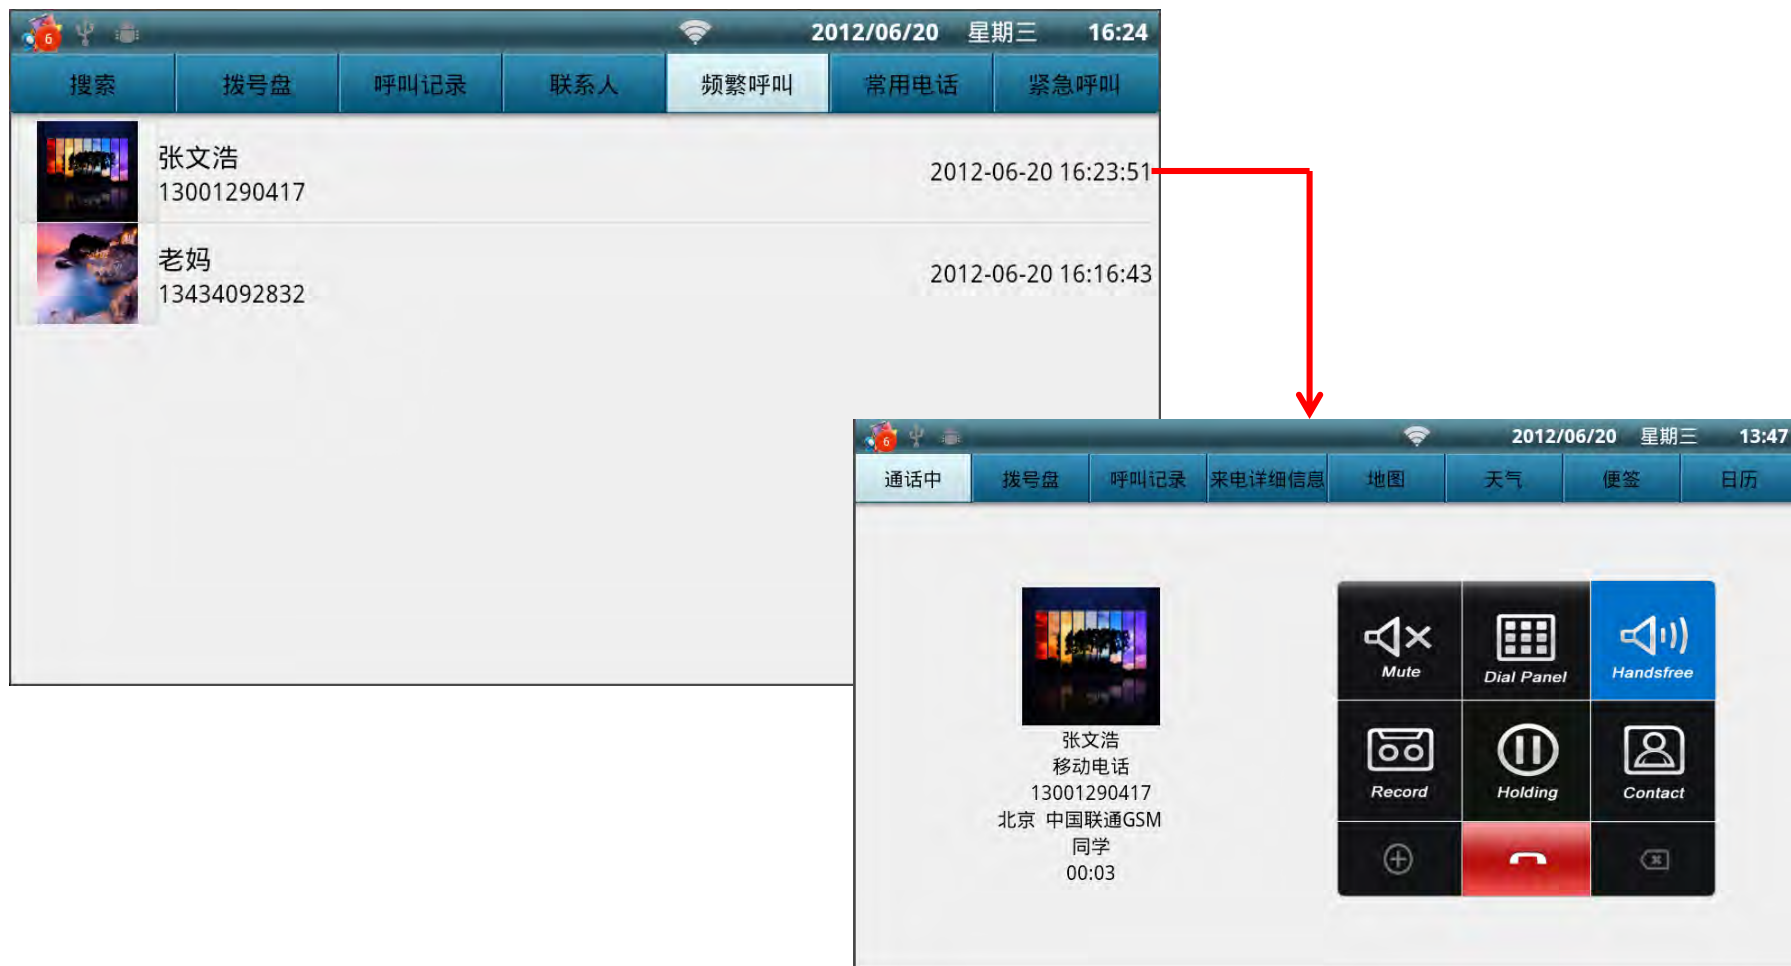 6 2012/06/20 星期三 16:24
搜索 拨号盘 呼叫记录 联系人 频繁呼叫 常用电话 紧急呼叫
张文浩
13001290417
2012-06-20 16:23:51
老妈
13434092832
2012-06-20 16:16:43
6 2012/06/20 星期三 13:47
通话中 拨号盘 呼叫记录 来电详细信息 地图 天气 便签 日历
张文浩
移动电话
13001290417
北京 中国联通GSM
同学
00:03
Mute Dial Panel Handsfree
Record Holding Contact